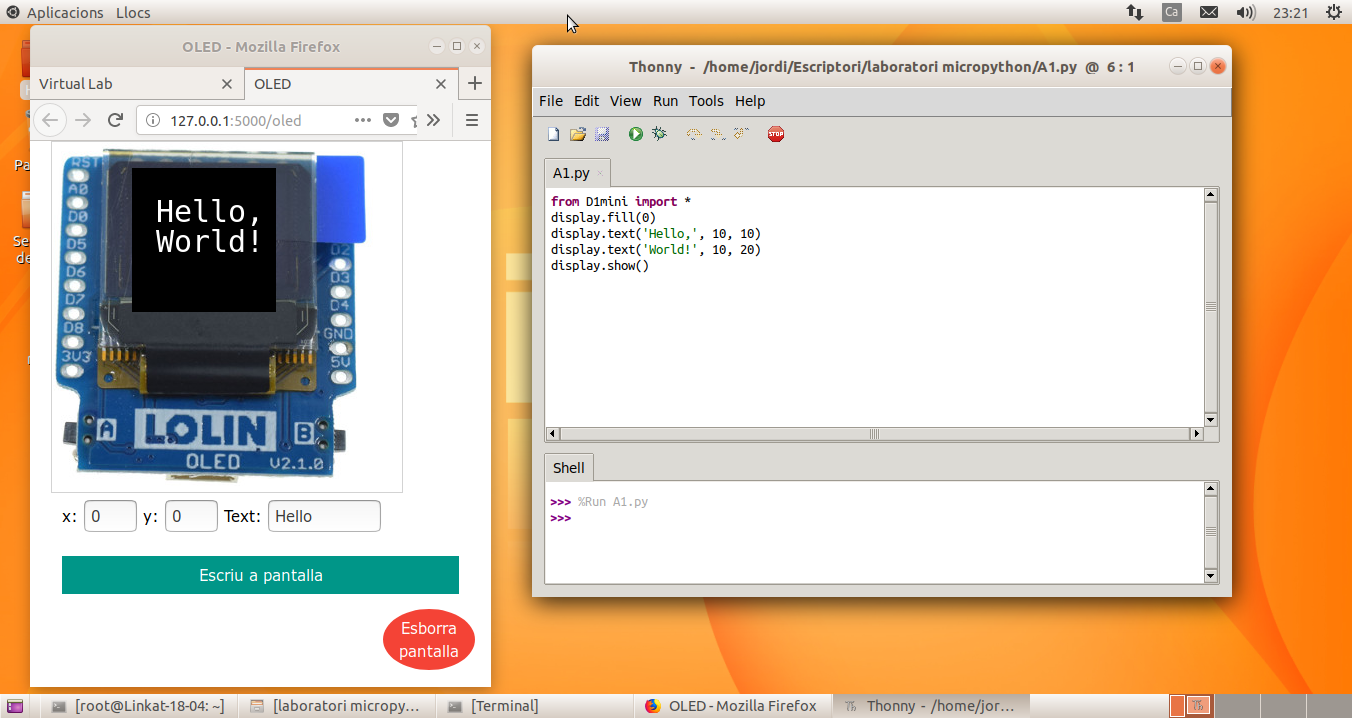 Aplicacions Llocs
Ca
23:21
OLED - Mozilla Firefox
Virtual Lab
OLED
127.0.0.1:5000/oled
RST
A0
D0
D5
D6
D7
D8
3V3
D2
D3
D4
GND
5V
Hello,
World!
A
LOLIN
B
OLED
V2.1.0
x: 0 y: 0 Text: Hello
Escriu a pantalla
Esborra
pantalla
Thonny - /home/jordi/Escriptori/laboratori micropython/A1.py @ 6 : 1
File Edit View Run Tools Help
STOP
A1.py
from D1mini import *
display.fill(0)
display.text('Hello,', 10, 10)
display.text('World!', 10, 20)
display.show()
Shell
>>> %Run A1.py
>>>
[root@Linkat-18-04: ~]
[laboratori micropy...
[Terminal]
OLED - Mozilla Firefox
Thonny - /home/jor...